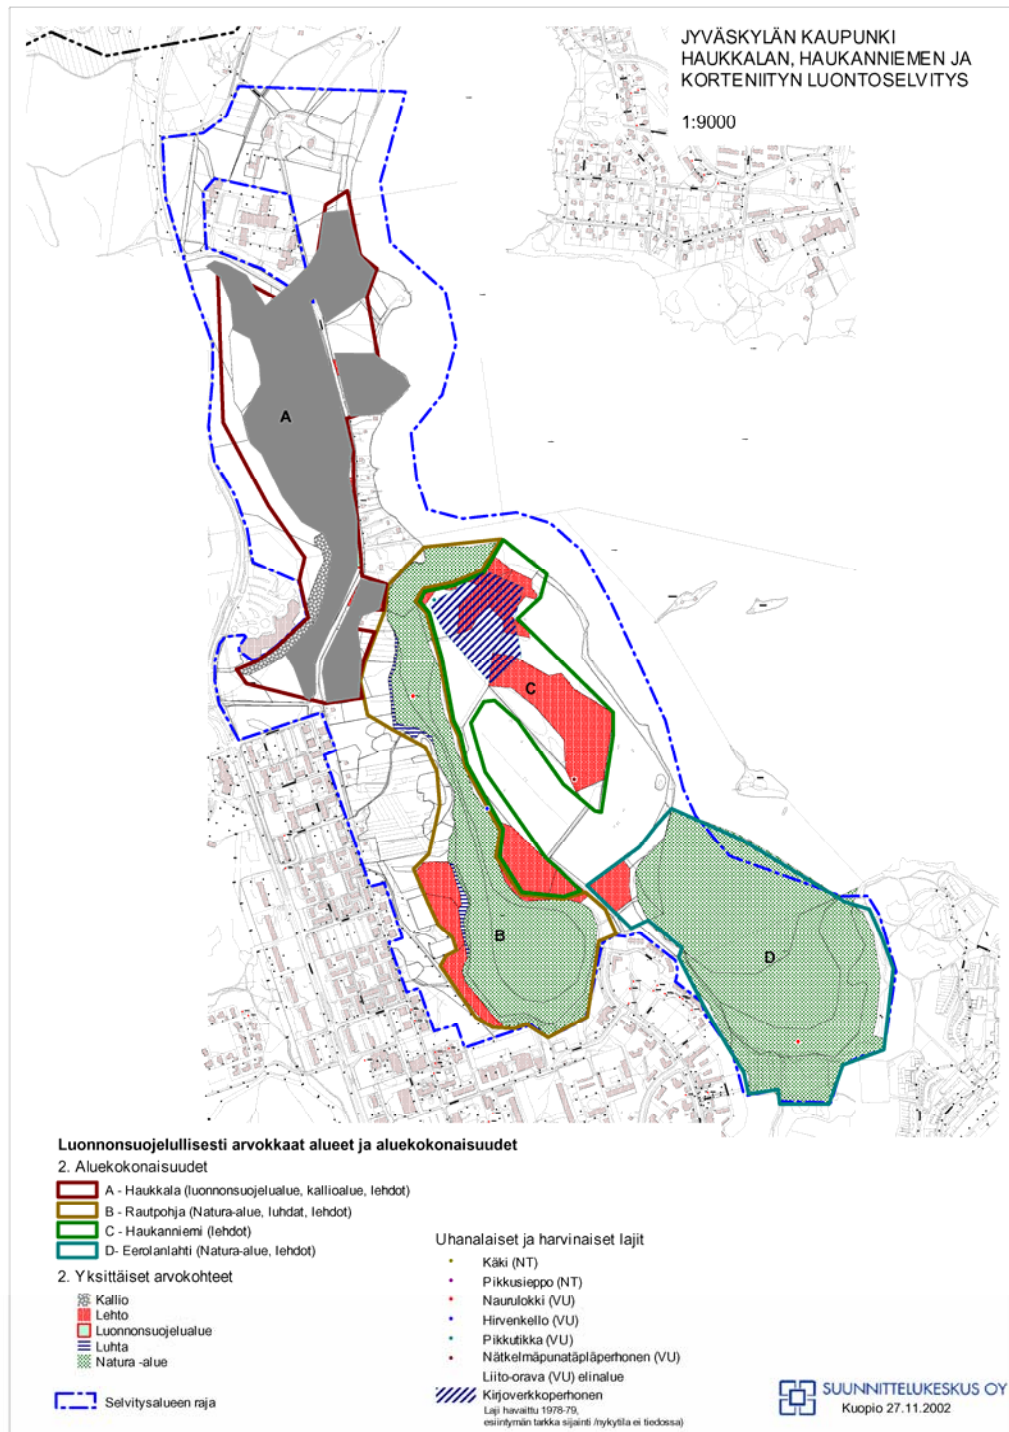 JYVÄSKYLÄN KAUPUNKI
HAUKKALAN, HAUKANNIEMEN JA
KORTENIITYN LUONTOSELVITYS
1:9000
A
C
B
D
Luonnonsuojelullisesti arvokkaat alueet ja aluekokonaisuudet
2. Aluekokonaisuudet
A - Haukkala (luonnonsuojelualue, kallioalue, lehdot)
B - Rautpohja (Natura-alue, luhdat, lehdot)
C - Haukanniemi (lehdot)
D- Eerolanlahti (Natura-alue, lehdot)
2. Yksittäiset arvokohteet
Kallio
Lehto
Luonnonsuojelualue
Luhta
Natura -alue
Selvitysalueen raja
Uhanalaiset ja harvinaiset lajit
Käki (NT)
Pikkusieppo (NT)
Naurulokki (VU)
Hirvenkello (VU)
Pikkutikka (VU)
Nätkelmäpunatäpläperhonen (VU)
Liito-orava (VU) elinalue
Kirjoverkkoperhonen
Laji havaittu 1978-79,
esiintymän tarkka sijainti /nykytila ei tiedossa)
SUUNNITTELUKESKUS OY
Kuopio 27.11.2002